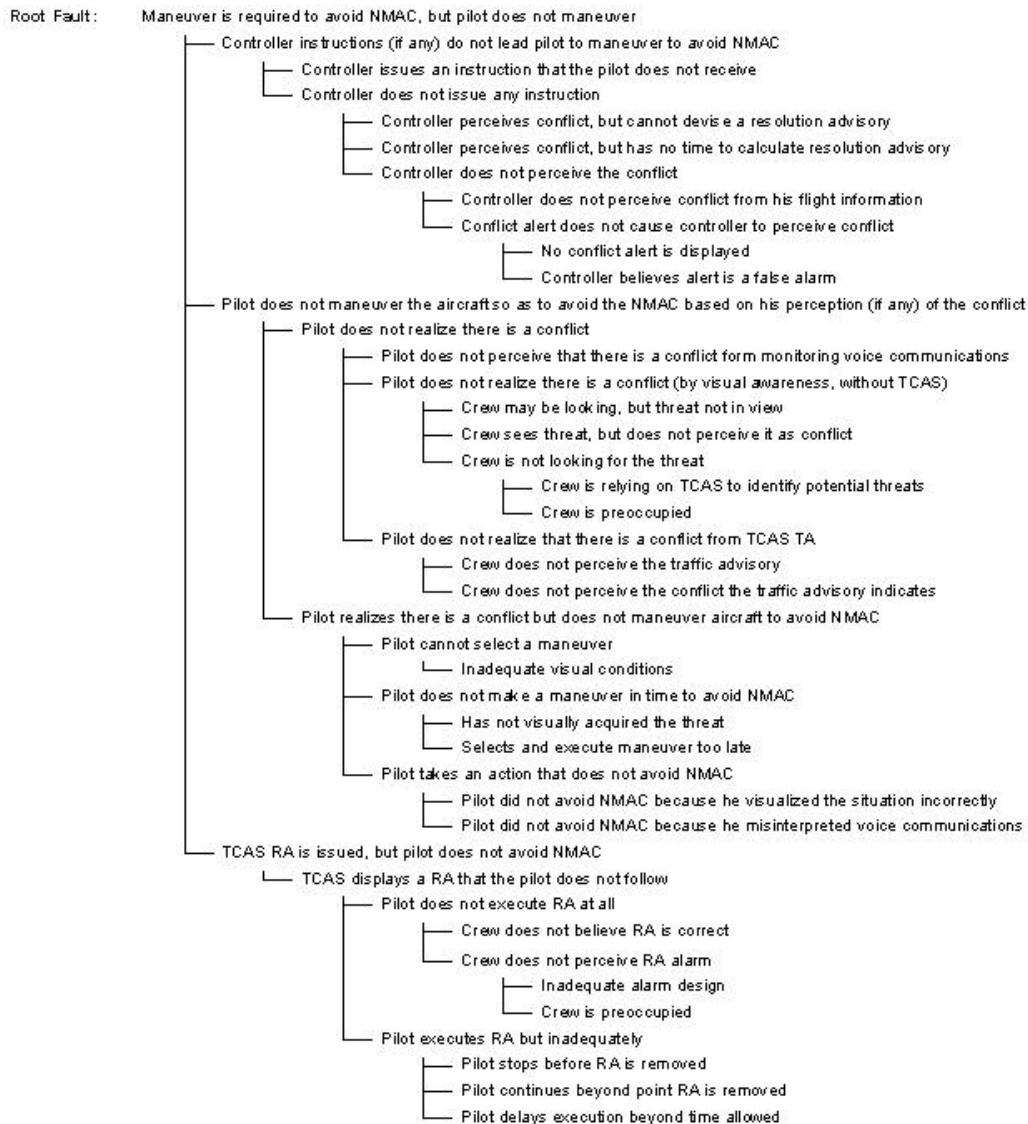 Root Fault: Maneuver is required to avoid NMAC, but pilot does not maneuver
Controller instructions (if any) do not lead pilot to maneuver to avoid NMAC
Controller issues an instruction that the pilot does not receive
Controller does not issue any instruction
Controller perceives conflict, but cannot devise a resolution advisory
Controller perceives conflict, but has no time to calculate resolution advisory
Controller does not perceive the conflict
Controller does not perceive conflict from his flight information
Conflict alert does not cause controller to perceive conflict
No conflict alert is displayed
Controller believes alert is a false alarm
Pilot does not maneuver the aircraft so as to avoid the NMAC based on his perception (if any) of the conflict
Pilot does not realize there is a conflict
Pilot does not perceive that there is a conflict form monitoring voice communications
Pilot does not realize there is a conflict (by visual awareness, without TCAS)
Crew may be looking, but threat not in view
Crew sees threat, but does not perceive it as conflict
Crew is not looking for the threat
Crew is relying on TCAS to identify potential threats
Crew is preoccupied
Pilot does not realize that there is a conflict from TCAS TA
Crew does not perceive the traffic advisory
Crew does not perceive the conflict the traffic advisory indicates
Pilot realizes there is a conflict but does not maneuver aircraft to avoid NMAC
Pilot cannot select a maneuver
Inadequate visual conditions
Pilot does not make a maneuver in time to avoid NMAC
Has not visually acquired the threat
Selects and execute maneuver too late
Pilot takes an action that does not avoid NMAC
Pilot did not avoid NMAC because he visualized the situation incorrectly
Pilot did not avoid NMAC because he misinterpreted voice communications
TCAS RA is issued, but pilot does not avoid NMAC
TCAS displays a RA that the pilot does not follow
Pilot does not execute RA at all
Crew does not believe RA is correct
Crew does not perceive RA alarm
Inadequate alarm design
Crew is preoccupied
Pilot executes RA but inadequately
Pilot stops before RA is removed
Pilot continues beyond point RA is removed
Pilot delays execution beyond time allowed